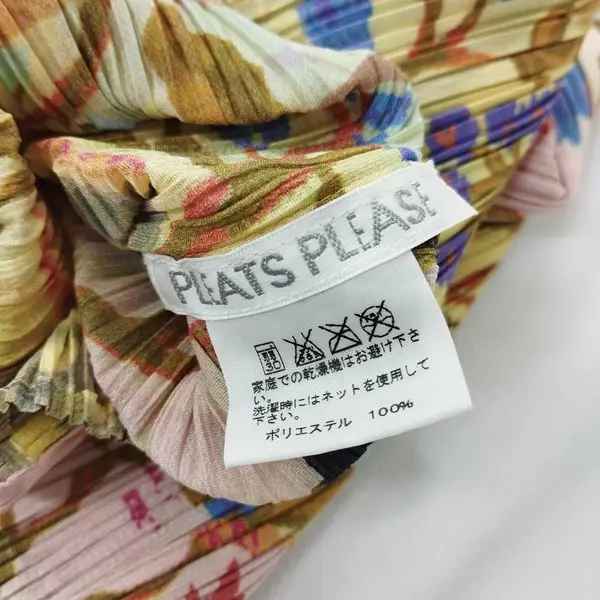 PLEATS PLEASE
家庭での乾燥機はお避け下さ
い。
洗濯時にはネットを使用して
下さい。
ポリエステル 100%